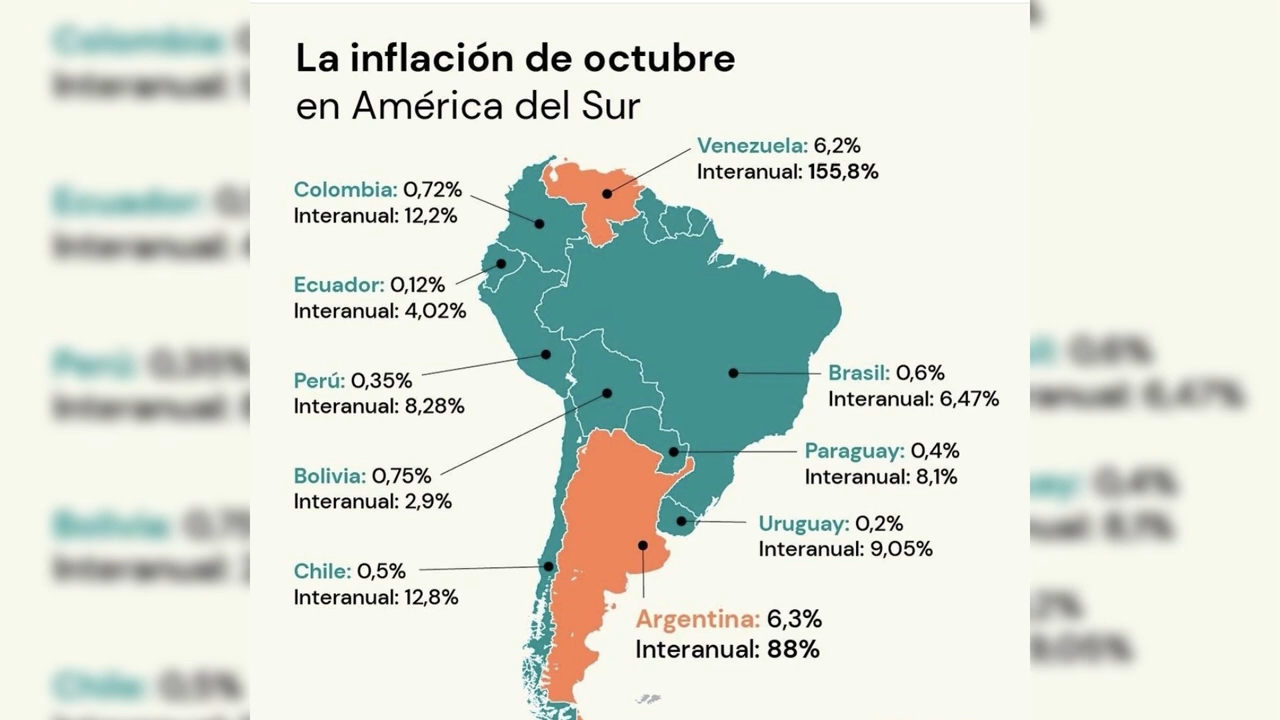 La inflación de octubre
en América del Sur
Venezuela: 6,2%
Interanual: 155,8%
Colombia: 0,72%
Interanual: 12,2%
Ecuador: 0,12%
Interanual: 4,02%
Perú: 0,35%
Interanual: 8,28%
Brasil: 0,6%
Interanual: 6,47%
Paraguay: 0,4%
Interanual: 8,1%
Bolivia: 0,75%
Interanual: 2,9%
Uruguay: 0,2%
Interanual: 9,05%
Chile: 0,5%
Interanual: 12,8%
Argentina: 6,3%
Interanual: 88%